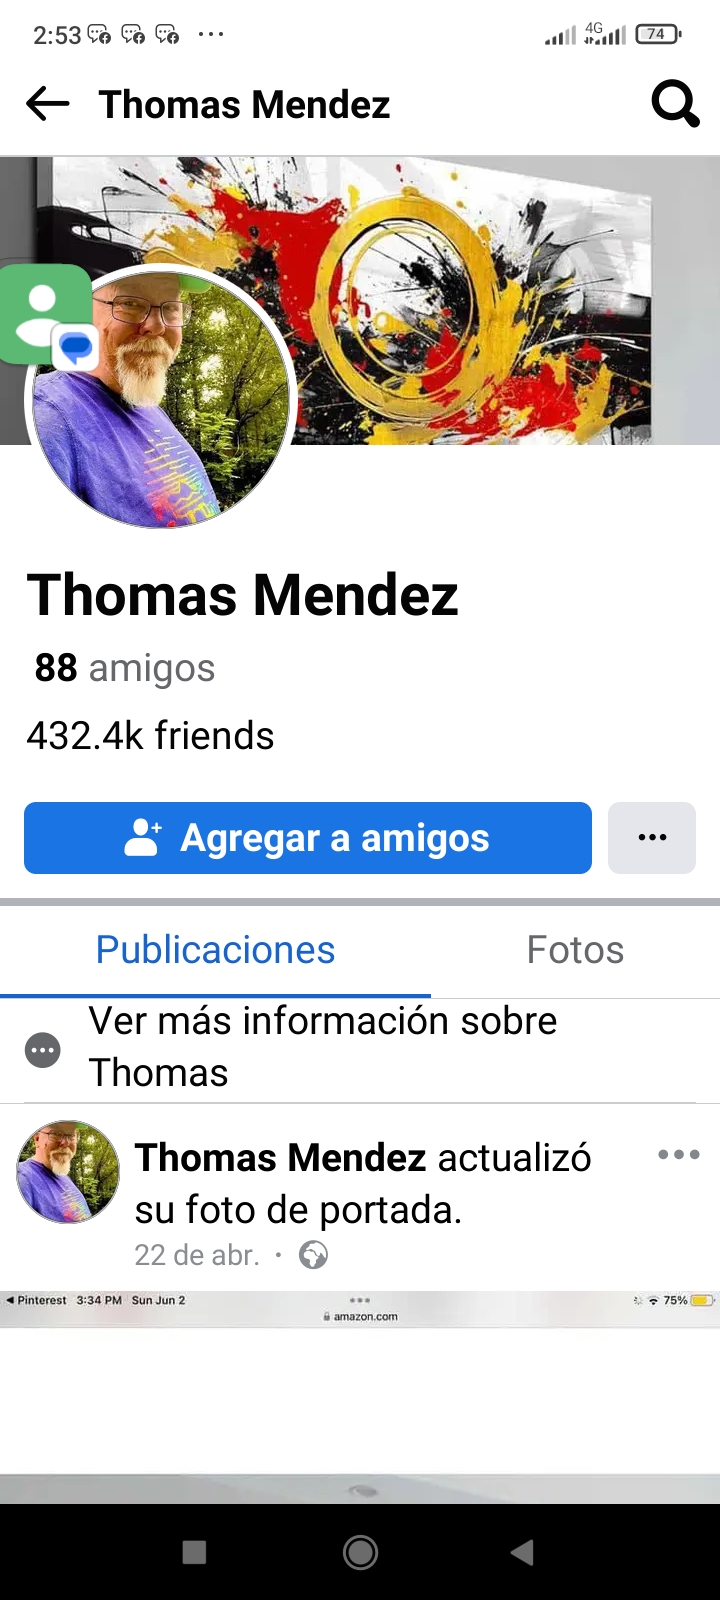 2:53
4G
74
Thomas Mendez
Thomas Mendez
88 amigos
432.4k friends
Agregar a amigos
Publicaciones
Fotos
Ver más información sobre
Thomas
Thomas Mendez actualizó
su foto de portada.
22 de abr. ·
Pinterest 3:34 PM Sun Jun 2
75%
amazon.com